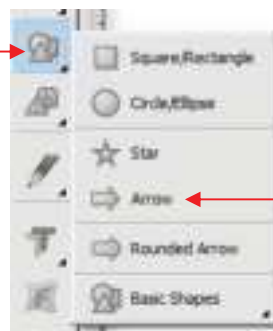 Square/Rectangle
Circle/Ellipse
Star
Arrow
Rounded Arrow
Basic Shapes